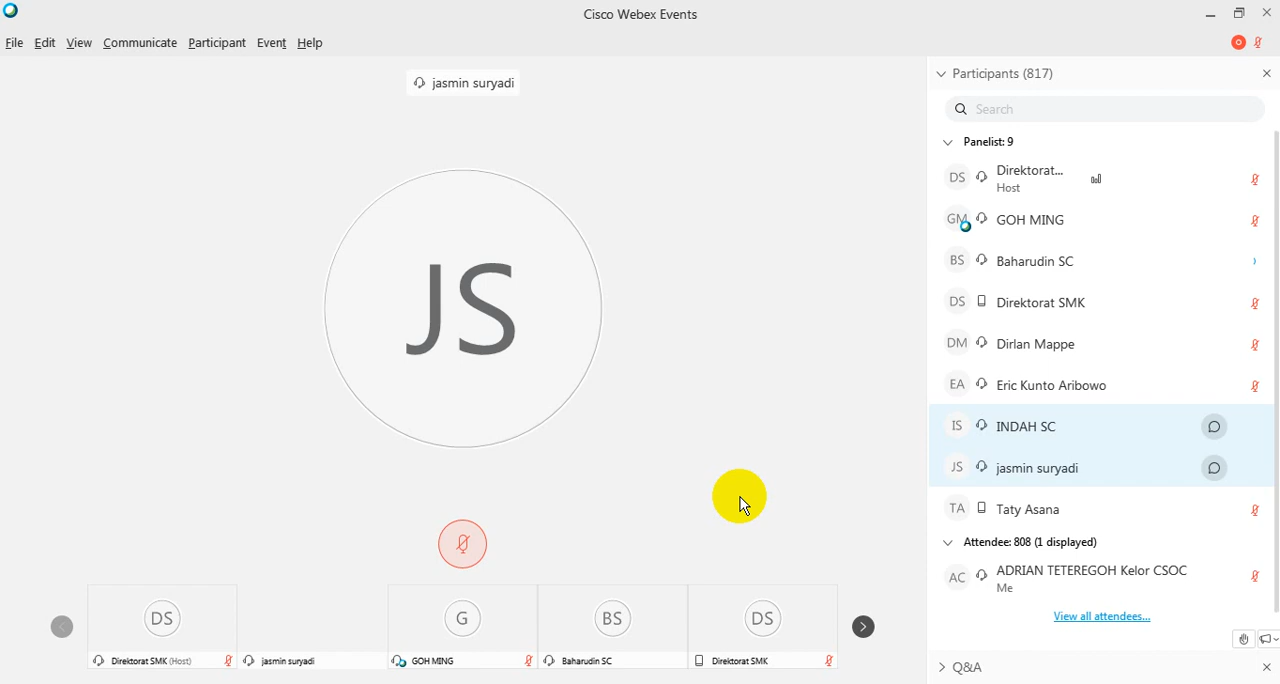 Cisco Webex Events
File Edit View Communicate Participant Event Help
jasmin suryadi
JS
DS
Direktorat SMK (Host)
jasmin suryadi
G
GOH MING
BS
Baharudin SC
DS
Direktorat SMK
Participants (817)
Search
Panelist: 9
DS Direktorat...
Host
GM GOH MING
BS Baharudin SC
DS Direktorat SMK
DM Dirlan Mappe
EA Eric Kunto Aribowo
IS INDAH SC
JS jasmin suryadi
TA Taty Asana
Attendee: 808 (1 displayed)
AC ADRIAN TETEREGOH Kelor CSOC
Me
View all attendees...
Q&A